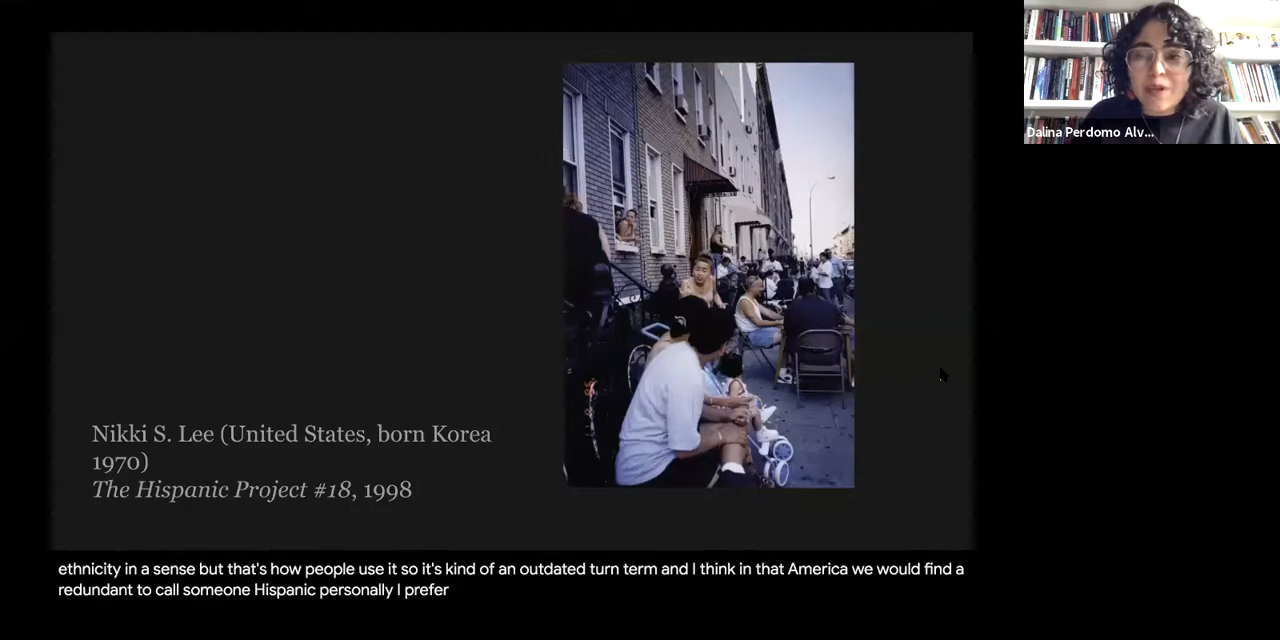 Dalina Perdomo Alv...
Nikki S. Lee (United States, born Korea
1970)
The Hispanic Project #18, 1998
ethnicity in a sense but that's how people use it so it's kind of an outdated turn term and I think in that America we would find a
redundant to call someone Hispanic personally I prefer